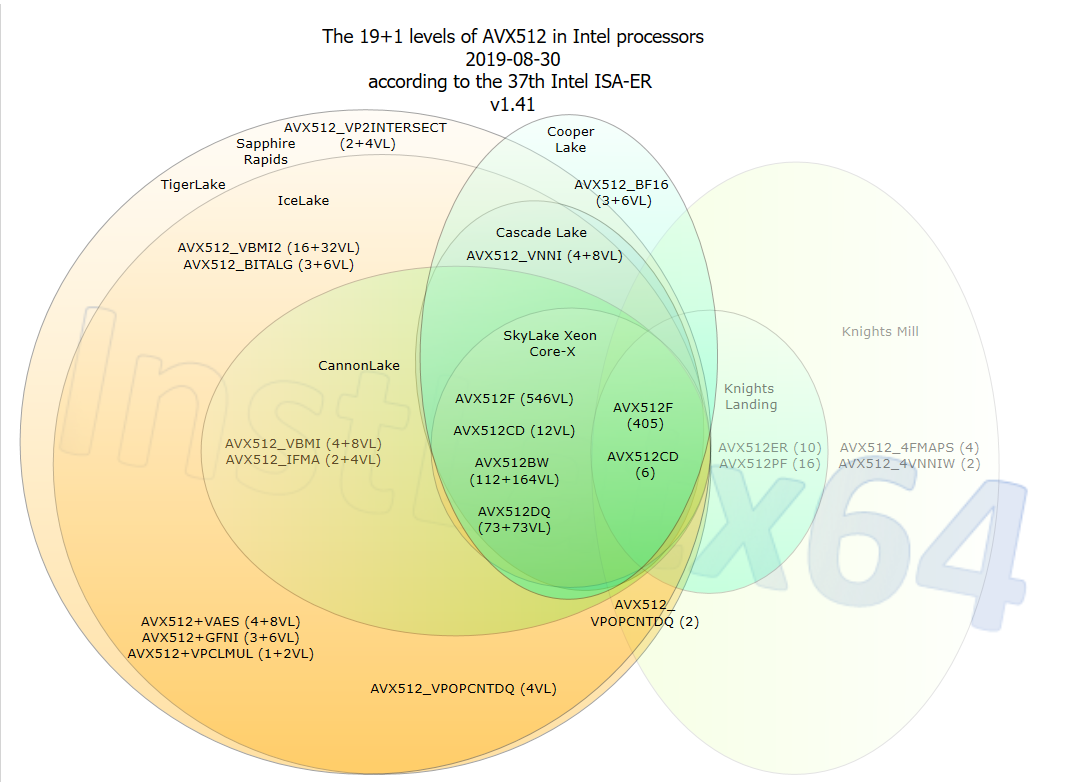 The 19+1 levels of AVX512 in Intel processors
2019-08-30
according to the 37th Intel ISA-ER
v1.41
AVX512_VP2INTERSECT
(2+4VL)
Sapphire
Rapids
TigerLake
IceLake
Cooper
Lake
AVX512_BF16
(3+6VL)
AVX512_VBMI2 (16+32VL)
AVX512_BITALG (3+6VL)
Cascade Lake
AVX512_VNNI (4+8VL)
SkyLake Xeon
Core-X
CannonLake
Knights Mill
Knights
Landing
AVX512F (546VL)
AVX512CD (12VL)
AVX512BW
(112+164VL)
AVX512DQ
(73+73VL)
AVX512F
(405)
AVX512CD
(6)
AVX512_VBMI (4+8VL)
AVX512_IFMA (2+4VL)
AVX512ER (10)
AVX512PF (16)
AVX512_4FMAPS (4)
AVX512_4VNNIW (2)
AVX512+VAES (4+8VL)
AVX512+GFNI (3+6VL)
AVX512+VPCLMUL (1+2VL)
AVX512_
VPOPCNTDQ (2)
AVX512_VPOPCNTDQ (4VL)
x64